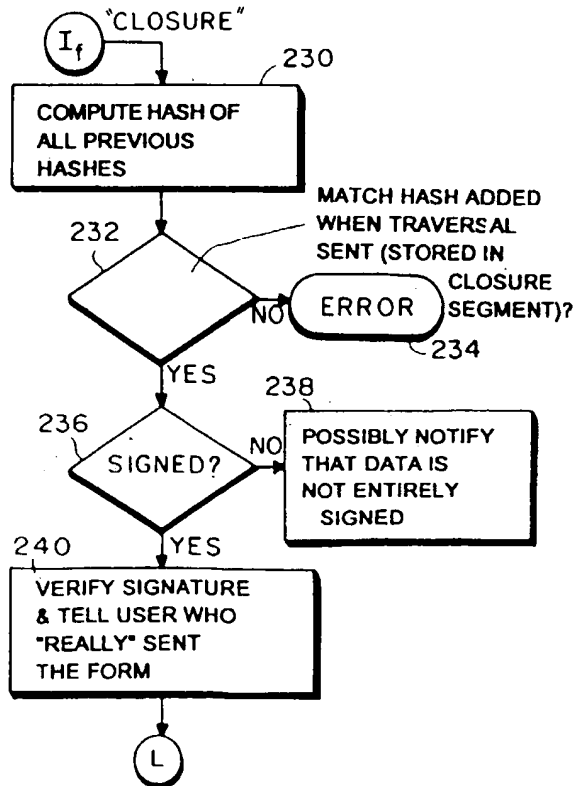 "CLOSURE"
If
230
COMPUTE HASH OF
ALL PREVIOUS
HASHES
232
MATCH HASH ADDED
WHEN TRAVERSAL
SENT (STORED IN
CLOSURE
SEGMENT)?
NO
ERROR
234
YES
236
SIGNED?
NO
238
POSSIBLY NOTIFY
THAT DATA IS
NOT ENTIRELY
SIGNED
YES
240
VERIFY SIGNATURE
& TELL USER WHO
"REALLY" SENT
THE FORM
L